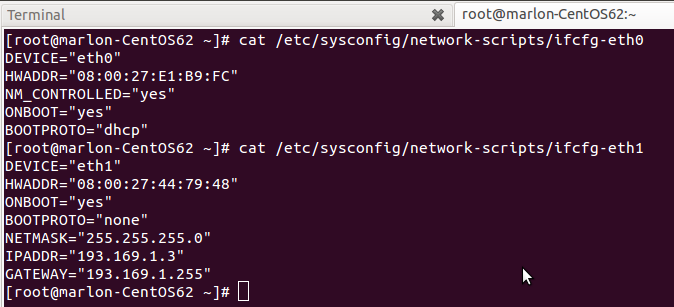 Terminal
root@marlon-CentOS62:~
[root@marlon-CentOS62 ~]# cat /etc/sysconfig/network-scripts/ifcfg-eth0
DEVICE="eth0"
HWADDR="08:00:27:E1:B9:FC"
NM_CONTROLLED="yes"
ONBOOT="yes"
BOOTPROTO="dhcp"
[root@marlon-CentOS62 ~]# cat /etc/sysconfig/network-scripts/ifcfg-eth1
DEVICE="eth1"
HWADDR="08:00:27:44:79:48"
ONBOOT="yes"
BOOTPROTO="none"
NETMASK="255.255.255.0"
IPADDR="193.169.1.3"
GATEWAY="193.169.1.255"
[root@marlon-CentOS62 ~]#